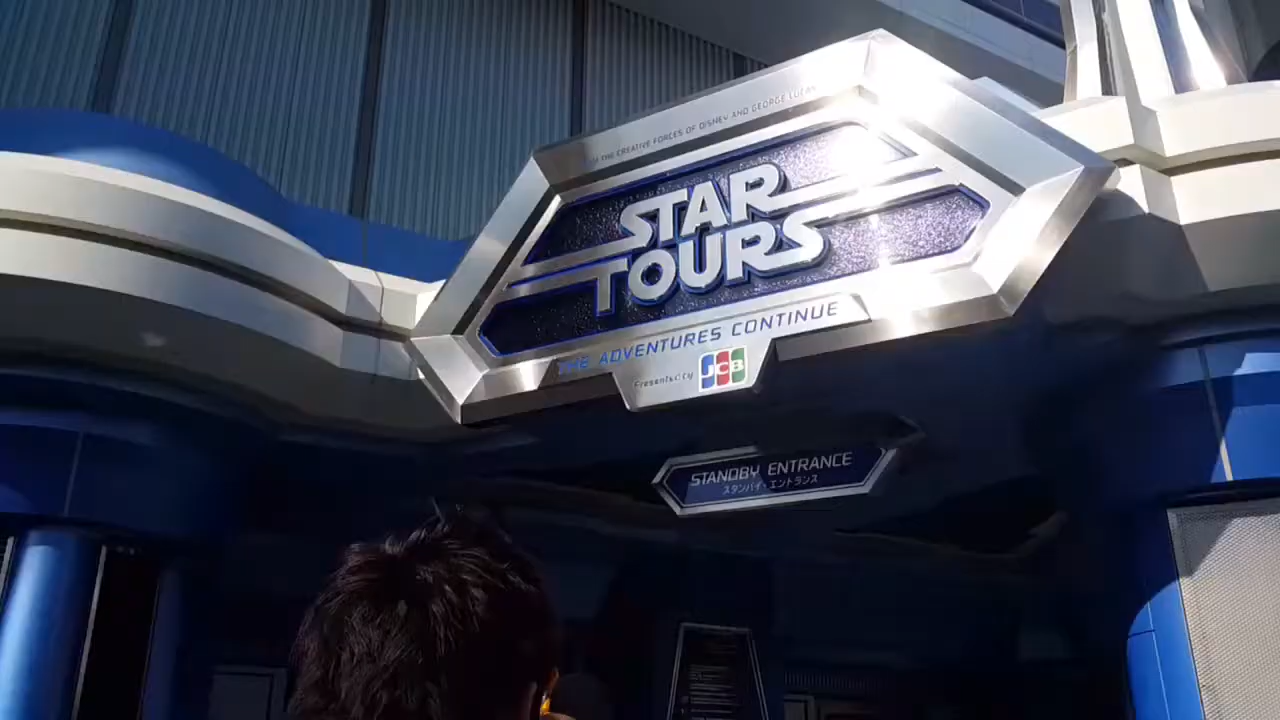 THE CREATIVE FORCES OF DISNEY AND GEORGE LUCAS
STAR
TOURS
THE ADVENTURES CONTINUE
Presented by JCB
STANDBY ENTRANCE
スタンバイ・エントランス